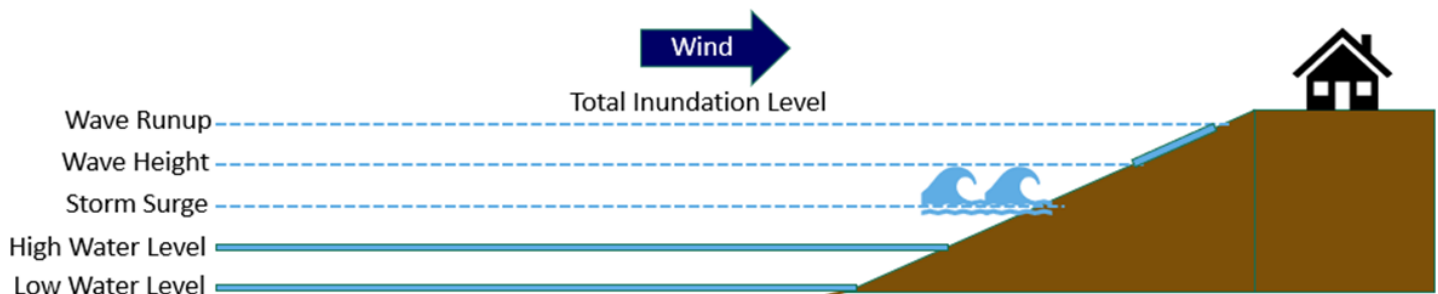 Wind
Total Inundation Level
Wave Runup
Wave Height
Storm Surge
High Water Level
Low Water Level